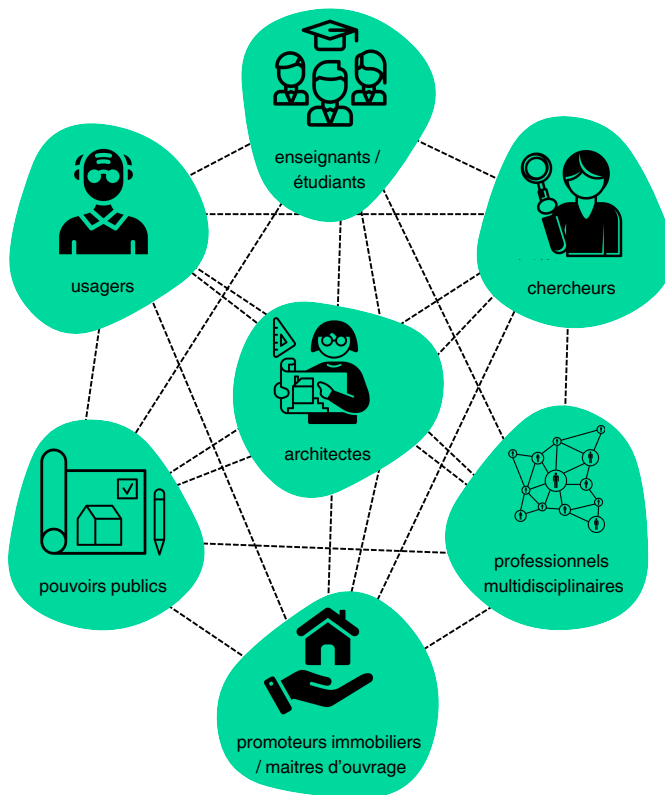 enseignants /
étudiants
usagers
chercheurs
architectes
pouvoirs publics
professionnels
multidisciplinaires
promoteurs immobiliers
/ maitres d'ouvrage